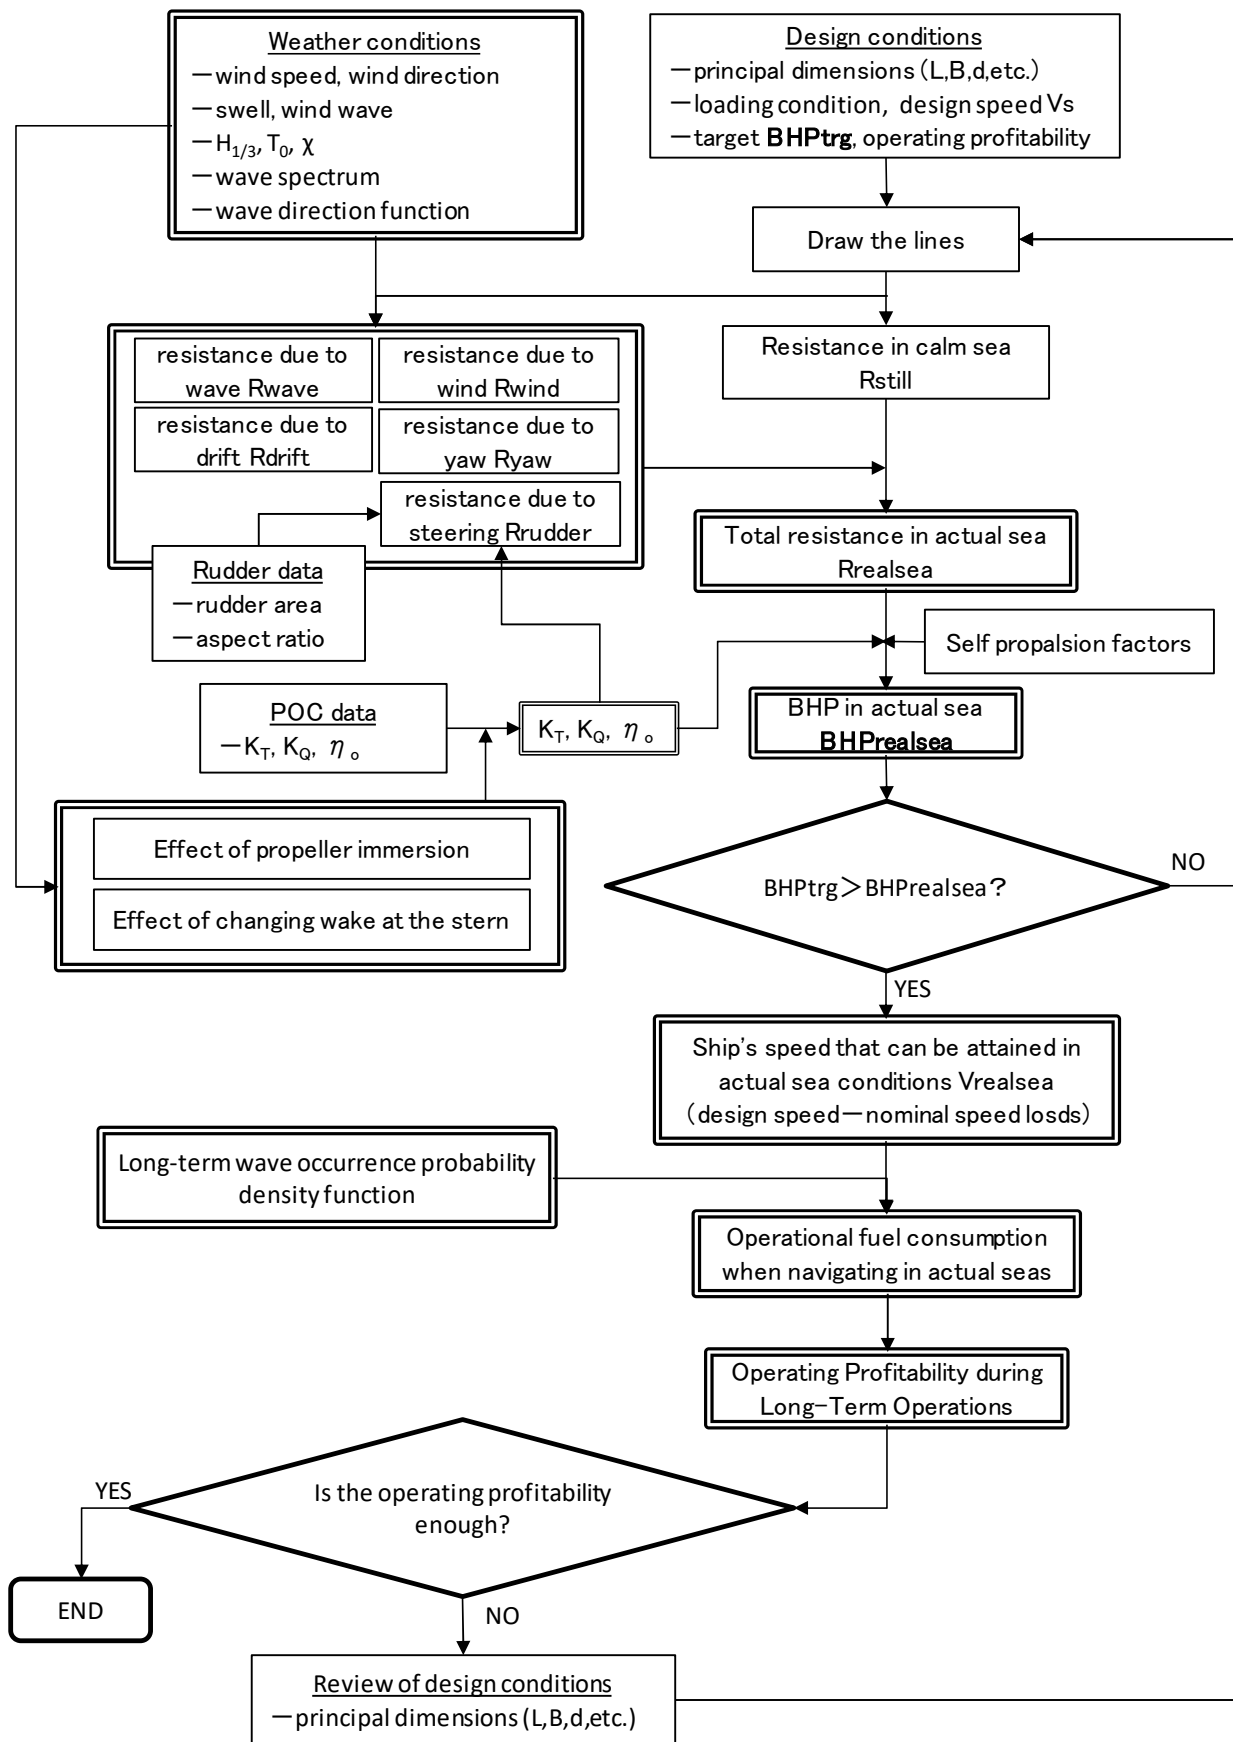 Weather conditions
—wind speed, wind direction
—swell, wind wave
—H1/3, T0, χ
—wave spectrum
—wave direction function
Design conditions
—principal dimensions (L,B,d,etc.)
—loading condition, design speed Vs
—target BHPtrg, operating profitability
Draw the lines
resistance due to
wave Rwave
resistance due to
wind Rwind
resistance due to
drift Rdrift
resistance due to
yaw Ryaw
resistance due to
steering Rrudder
Resistance in calm sea
Rstill
Rudder data
—rudder area
—aspect ratio
Total resistance in actual sea
Rrealsea
Self propalsion factors
POC data
—KT, KQ, η o
KT, KQ, η o
BHP in actual sea
BHPrealsea
Effect of propeller immersion
Effect of changing wake at the stern
BHPtrg＞BHPrealsea？
NO
YES
Ship's speed that can be attained in
actual sea conditions Vrealsea
(design speed—nominal speed losds)
Long-term wave occurrence probability
density function
Operational fuel consumption
when navigating in actual seas
Operating Profitability during
Long-Term Operations
YES
Is the operating profitability
enough?
END
NO
Review of design conditions
—principal dimensions (L,B,d,etc.)